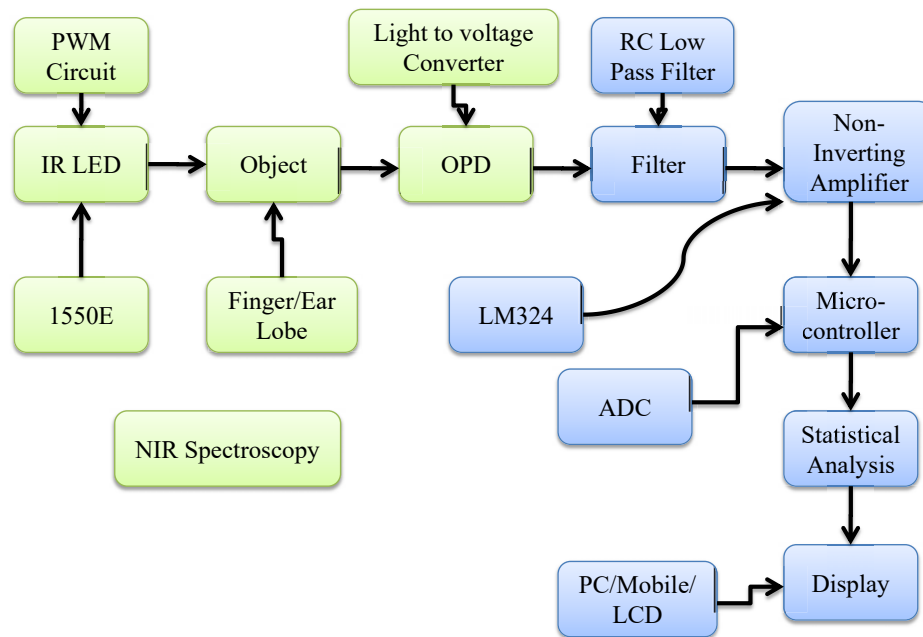 PWM
Circuit
Light to voltage
Converter
RC Low
Pass Filter
IR LED
Object
OPD
Filter
Non-
Inverting
Amplifier
1550E
Finger/Ear
Lobe
LM324
Micro-
controller
ADC
NIR Spectroscopy
Statistical
Analysis
PC/Mobile/
LCD
Display